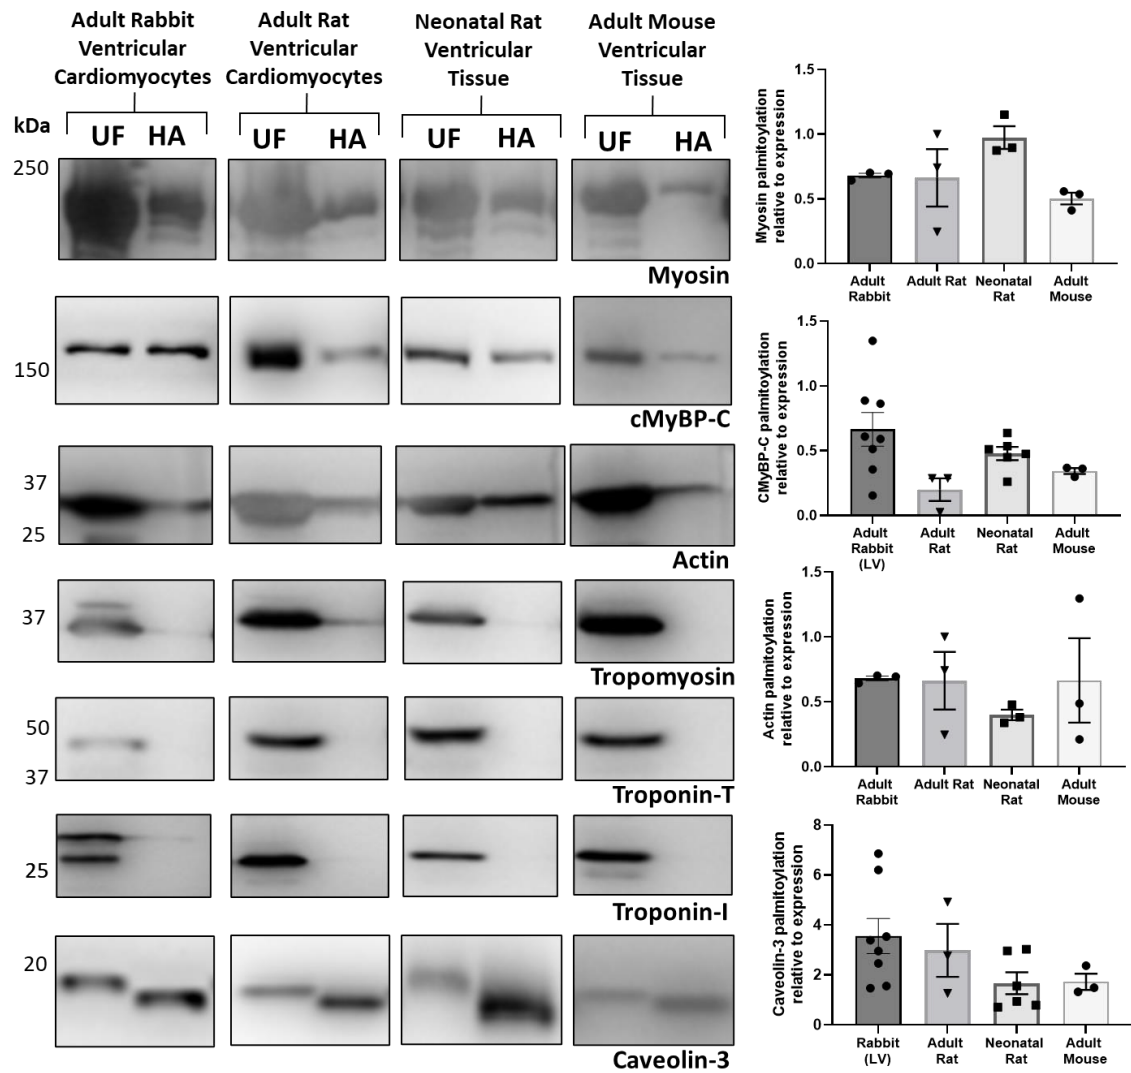 Adult Rabbit
Ventricular
Cardiomyocytes
Adult Rat
Ventricular
Cardiomyocytes
Neonatal Rat
Ventricular
Tissue
Adult Mouse
Ventricular
Tissue
kDa
UF HA
UF HA
UF HA
UF HA
250
Myosin
150
cMyBP-C
37
25
Actin
37
Tropomyosin
50
37
Troponin-T
25
Troponin-I
20
Caveolin-3
Myosin palmitoylation
relative to expression
1.5
1.0
0.5
0.0
Adult
Rabbit
Adult Rat
Neonatal
Rat
Adult
Mouse
CMyBP-C palmitoylation
relative to expression
1.5
1.0
0.5
0.0
Adult
Rabbit
(LV)
Adult
Rat
Neonatal
Rat
Adult
Mouse
Actin palmitoylation
relative to expression
1.5
1.0
0.5
0.0
Adult
Rabbit
Adult Rat
Neonatal
Rat
Adult
Mouse
Caveolin-3 palmitoylation
relative to expression
8
6
4
2
0
Rabbit
(LV)
Adult
Rat
Neonatal
Rat
Adult
Mouse